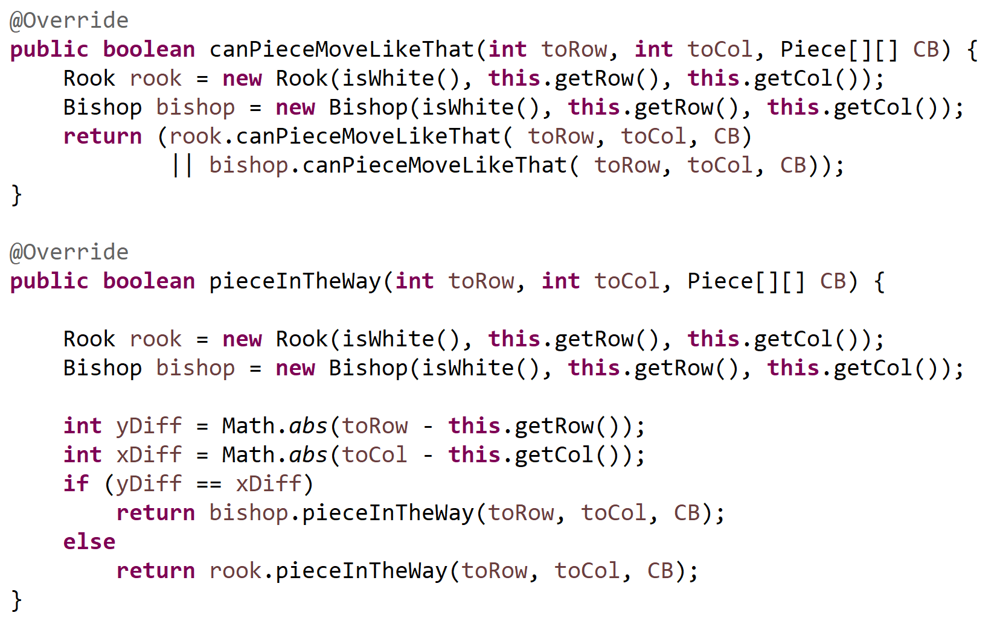 @Override
public boolean canPieceMoveLikeThat(int toRow, int toCol, Piece[][] CB) {
    Rook rook = new Rook(isWhite(), this.getRow(), this.getCol());
    Bishop bishop = new Bishop(isWhite(), this.getRow(), this.getCol());
    return (rook.canPieceMoveLikeThat( toRow, toCol, CB)
            || bishop.canPieceMoveLikeThat( toRow, toCol, CB));
}

@Override
public boolean pieceInTheWay(int toRow, int toCol, Piece[][] CB) {

    Rook rook = new Rook(isWhite(), this.getRow(), this.getCol());
    Bishop bishop = new Bishop(isWhite(), this.getRow(), this.getCol());

    int yDiff = Math.abs(toRow - this.getRow());
    int xDiff = Math.abs(toCol - this.getCol());
    if (yDiff == xDiff)
        return bishop.pieceInTheWay(toRow, toCol, CB);
    else
        return rook.pieceInTheWay(toRow, toCol, CB);
}